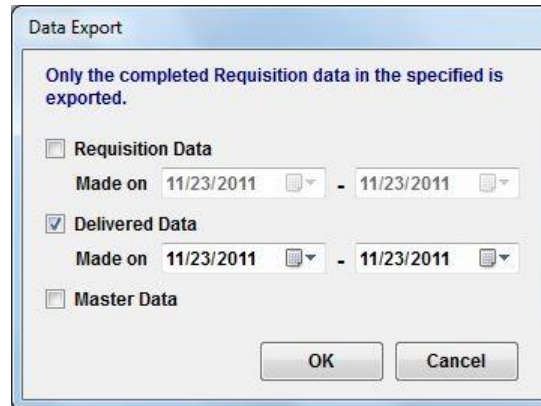 Data Export
Only the completed Requisition data in the specified is
exported.
Requisition Data
Made on 11/23/2011 - 11/23/2011
Delivered Data
Made on 11/23/2011 - 11/23/2011
Master Data
OK Cancel